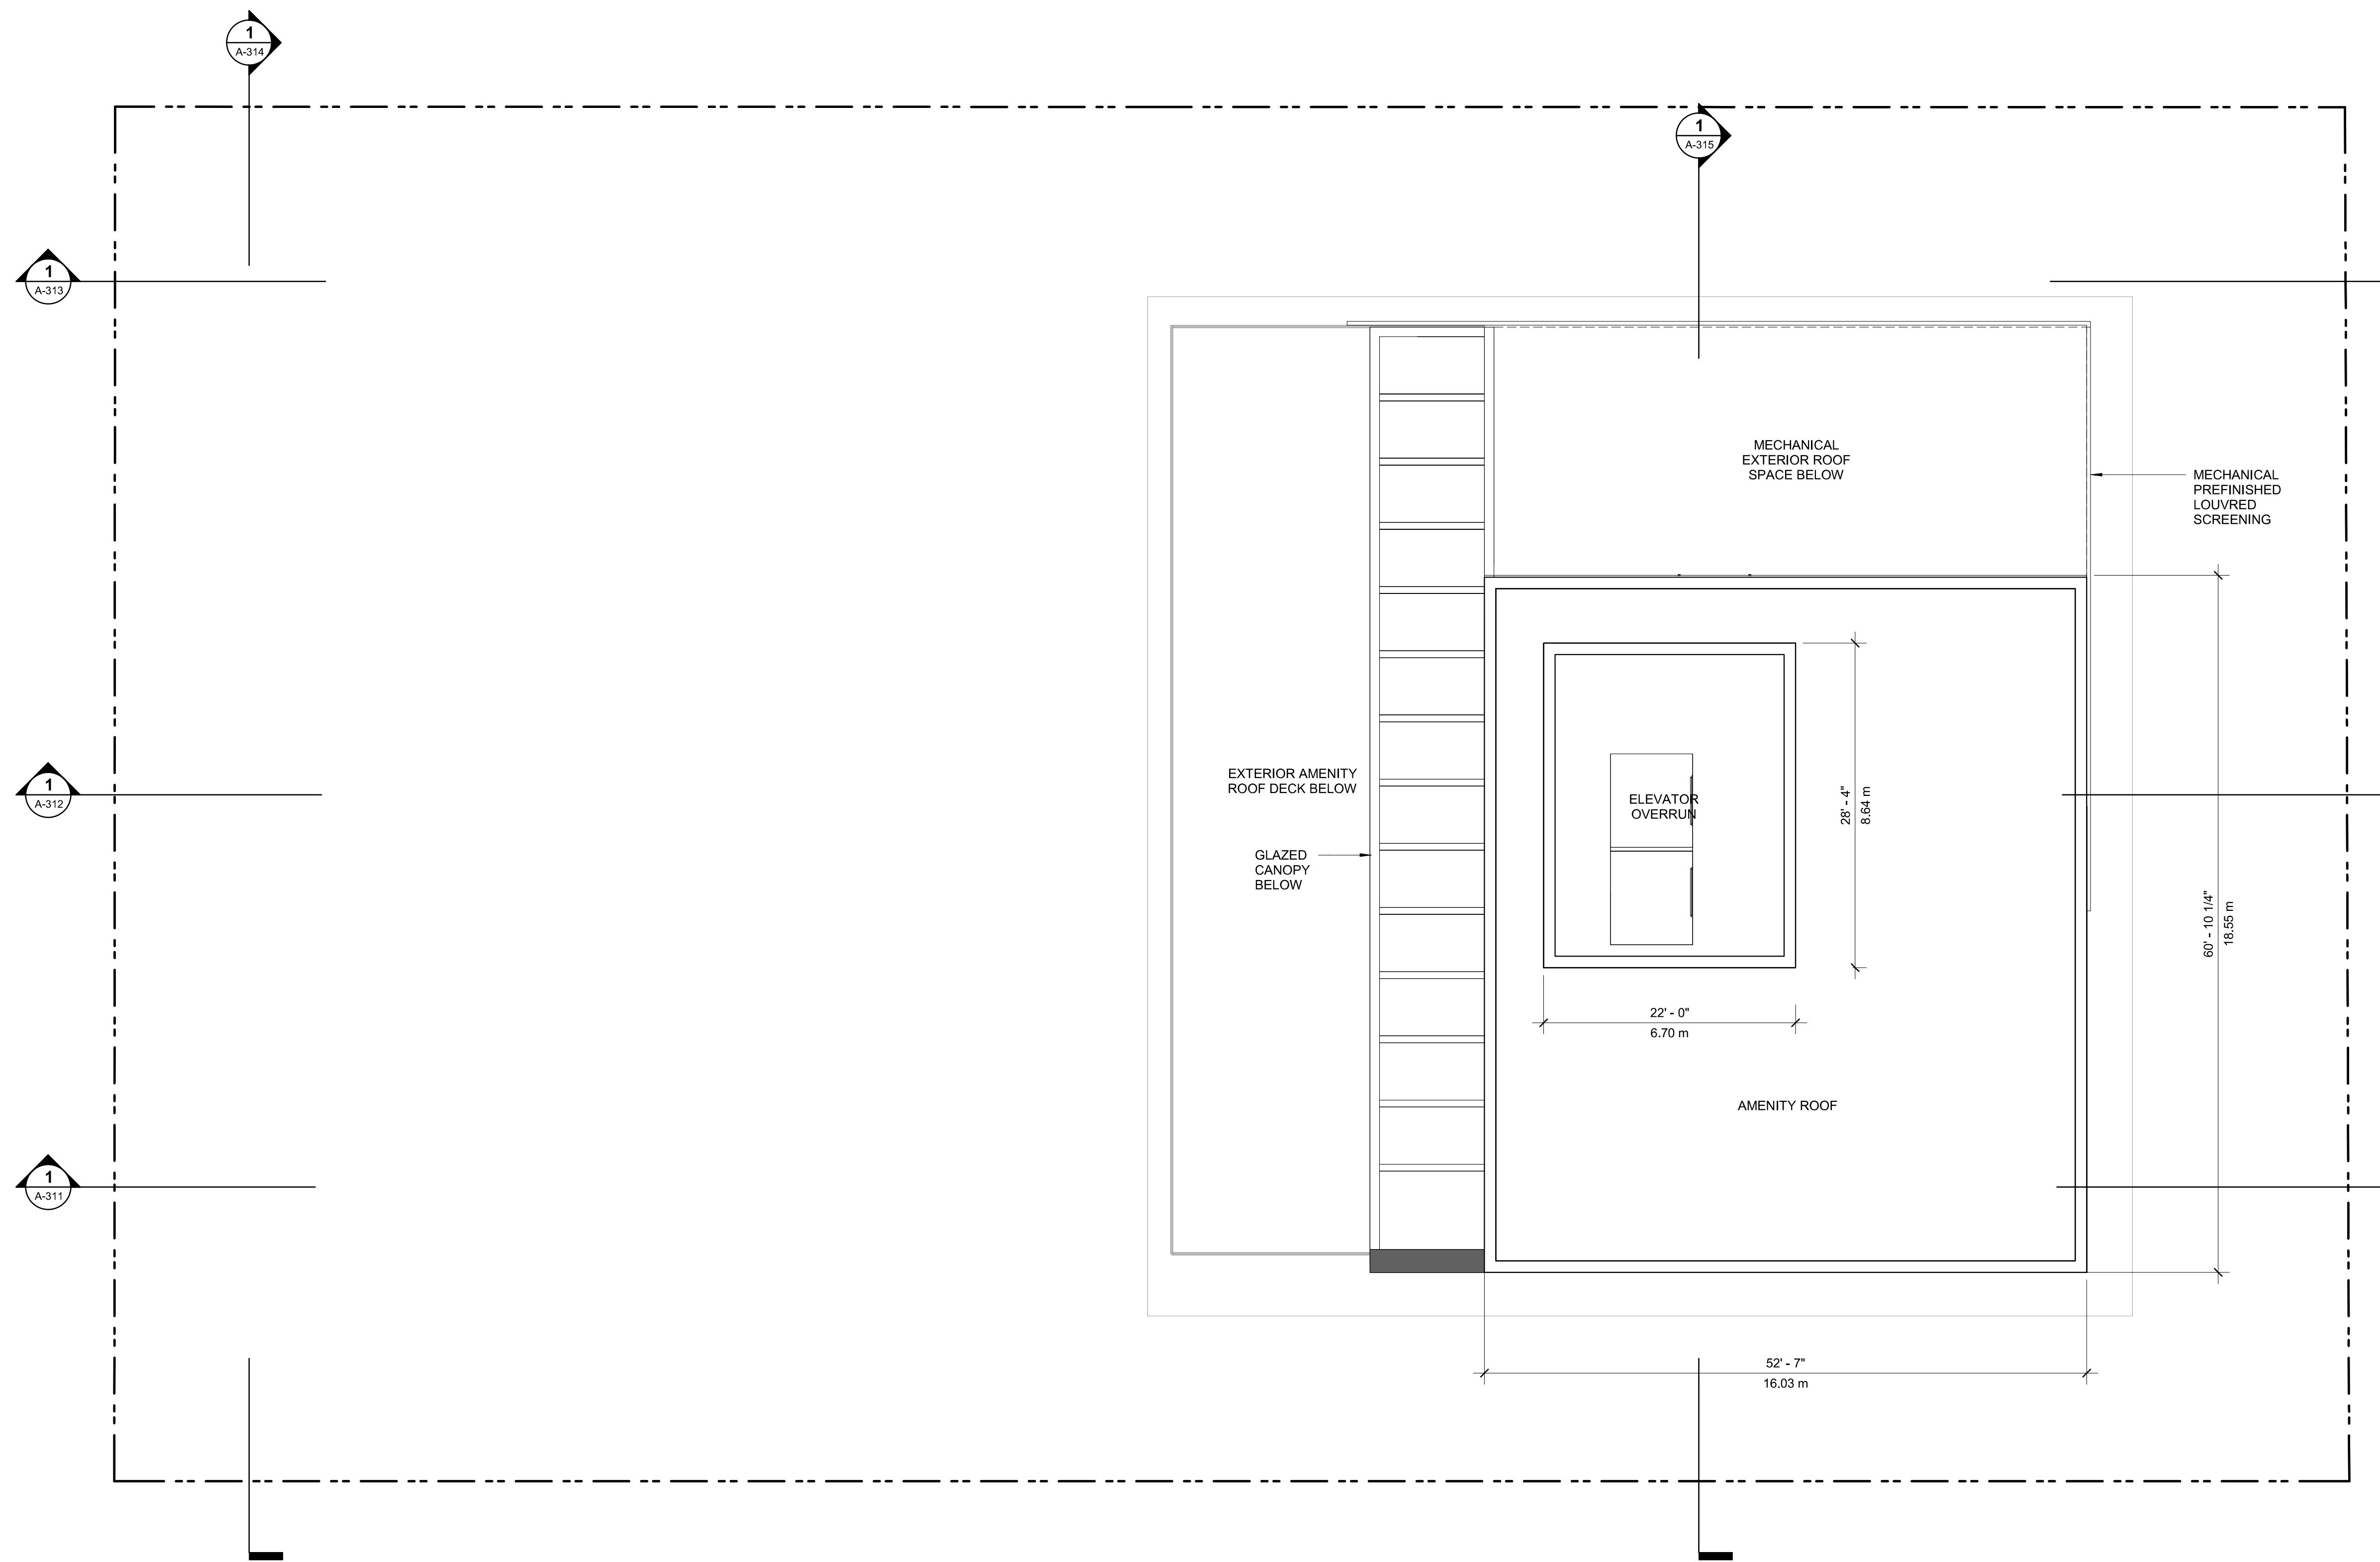 1
A-314
1
A-315
1
A-313
MECHANICAL
EXTERIOR ROOF
SPACE BELOW
MECHANICAL
PREFINISHED
LOUVRED
SCREENING
1
A-312
EXTERIOR AMENITY
ROOF DECK BELOW
ELEVATOR
OVERRUN
28' - 4"
8.64 m
GLAZED
CANOPY
BELOW
60' - 10 1/4"
18.55 m
22' - 0"
6.70 m
AMENITY ROOF
1
A-311
52' - 7"
16.03 m